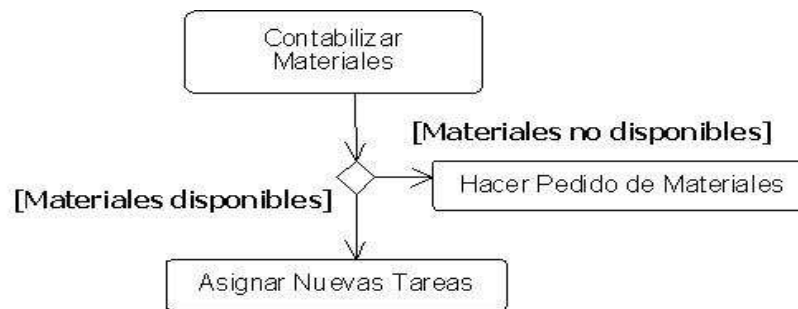 Contabilizar
Materiales
[Materiales no disponibles]
Hacer Pedido de Materiales
[Materiales disponibles]
Asignar Nuevas Tareas